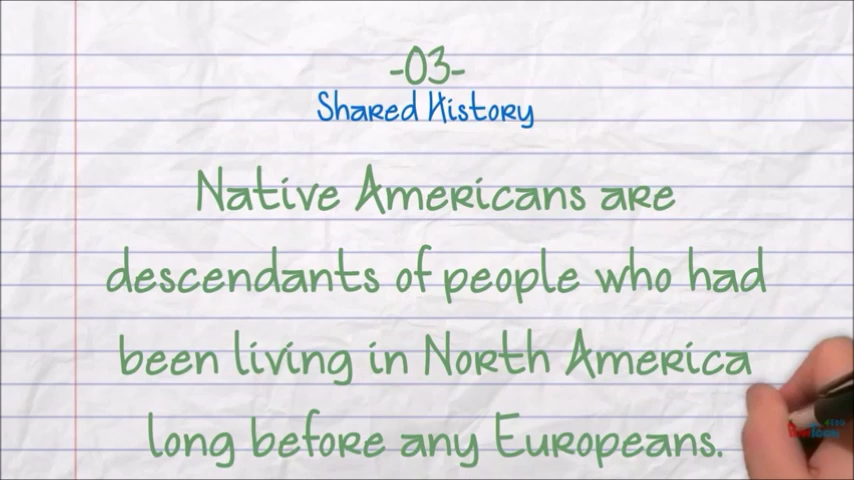 -03-
Shared History
Native Americans are
descendants of people who had
been living in North America
long before any Europeans.